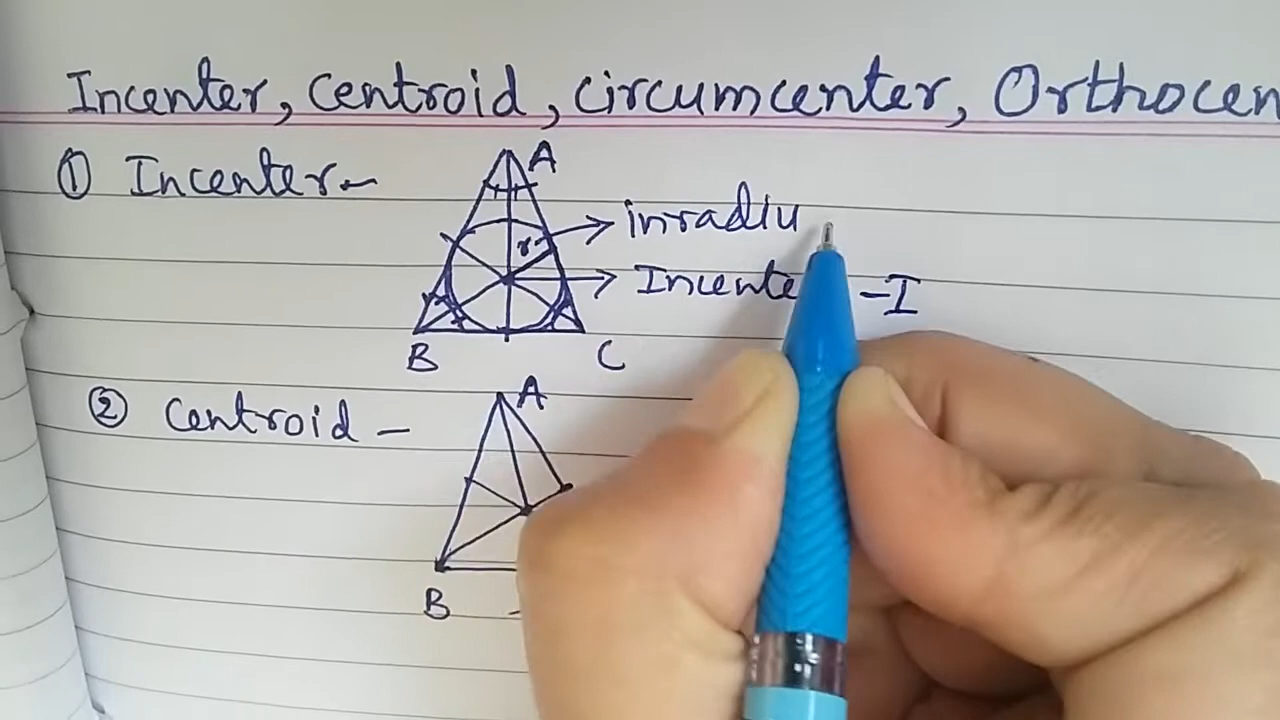 Incenter, Centroid, Circumcenter, Orthocen
① Incenter-
A
r
inradiu
Incente -I
B C
② Centroid -
A
B